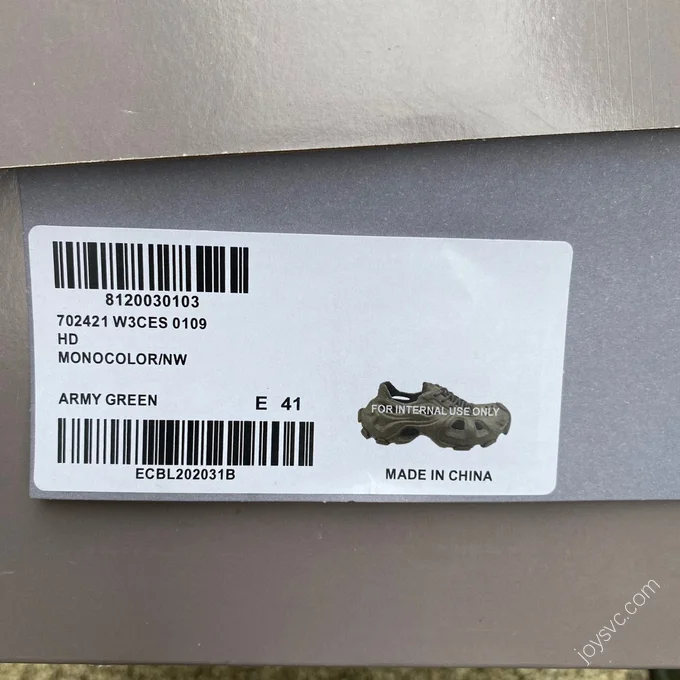 8120030103
702421 W3CES 0109
HD
MONOCOLOR/NW
ARMY GREEN E 41
FOR INTERNAL USE ONLY
ECBL202031B
MADE IN CHINA
joysvc.com